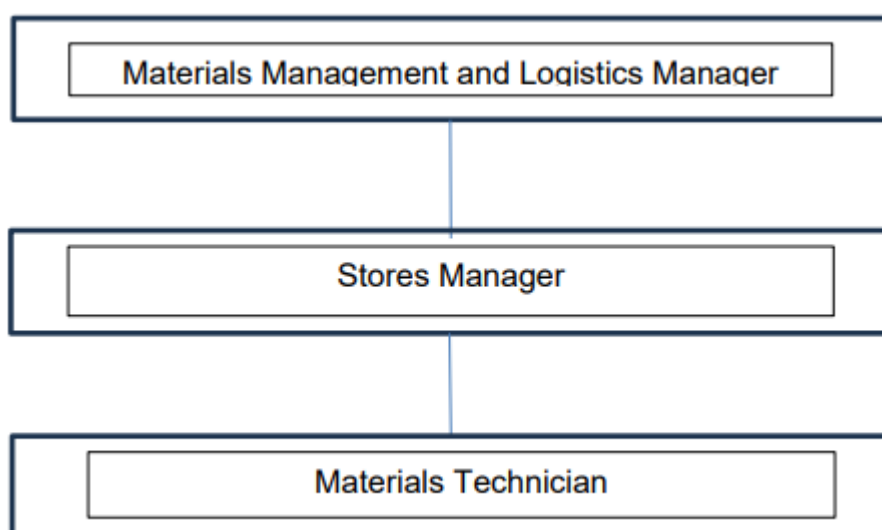 Materials Management and Logistics Manager
Stores Manager
Materials Technician